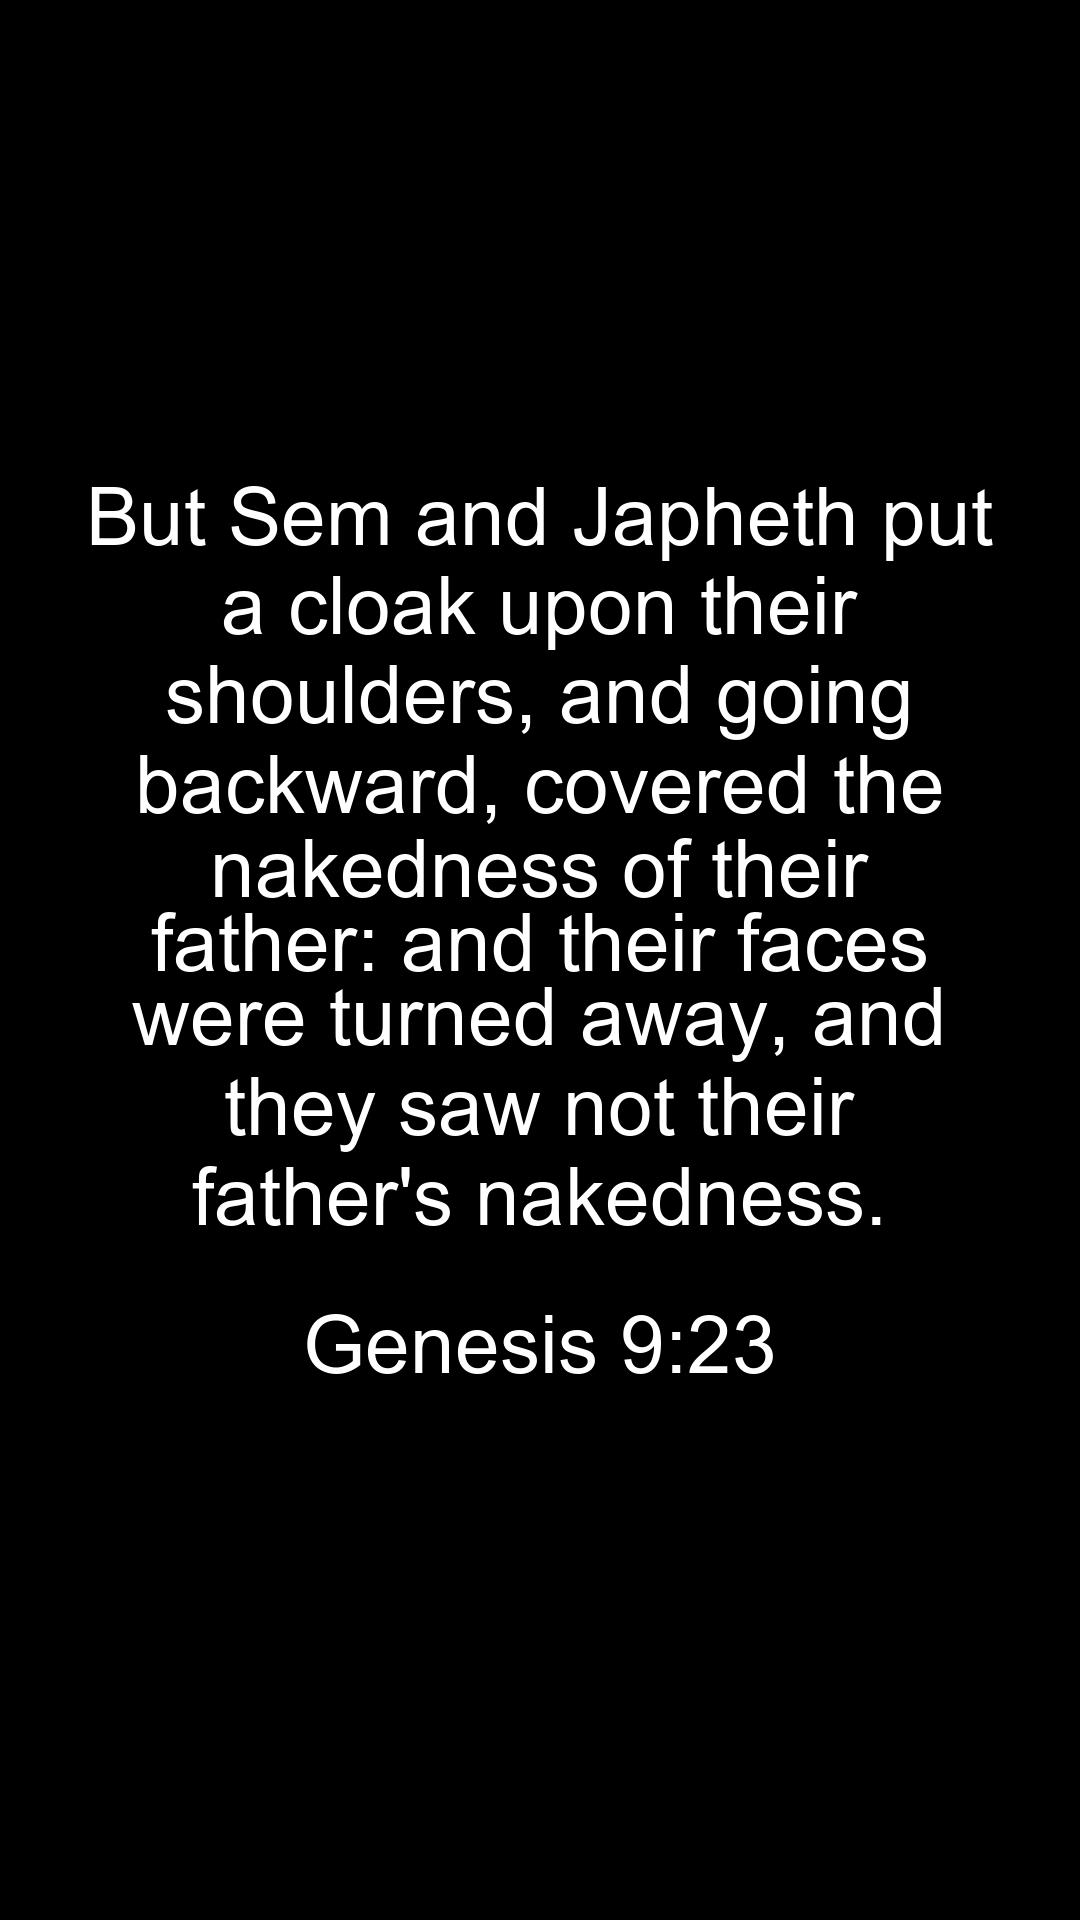 But Sem and Japheth put
a cloak upon their
shoulders, and going
backward, covered the
nakedness of their
father: and their faces
were turned away, and
they saw not their
father's nakedness.
Genesis 9:23